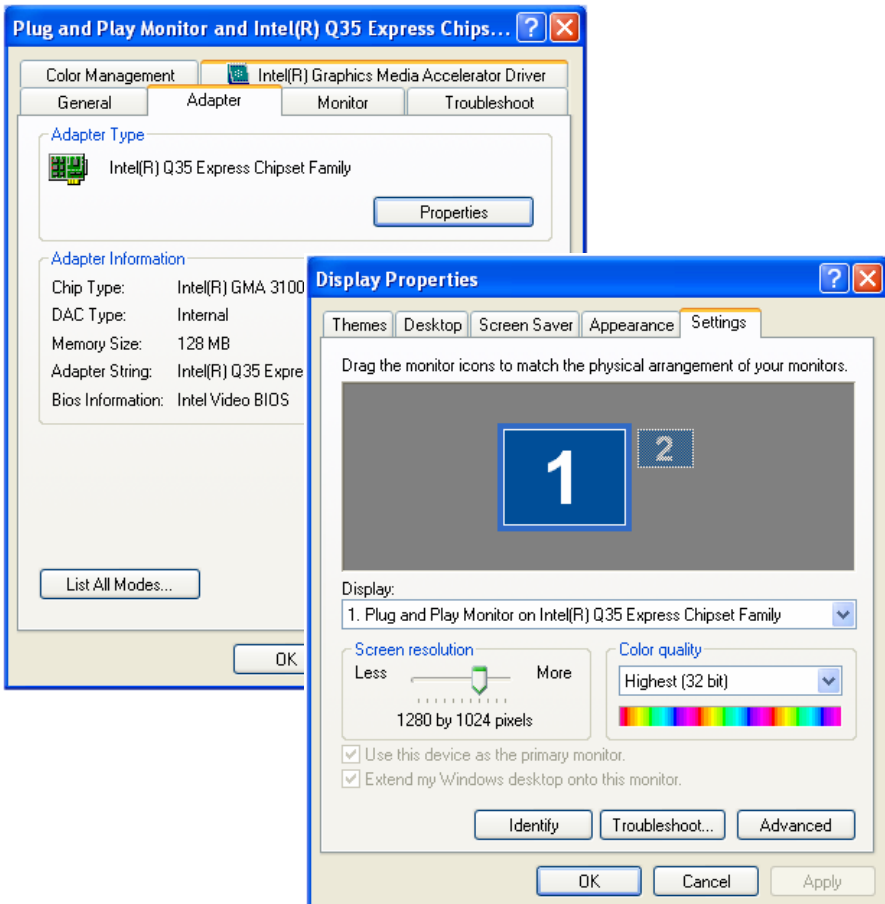 Plug and Play Monitor and Intel(R) Q35 Express Chips...
Color Management
Intel(R) Graphics Media Accelerator Driver
General
Adapter
Monitor
Troubleshoot
Adapter Type
Intel(R) Q35 Express Chipset Family
Properties
Adapter Information
Chip Type: Intel(R) GMA 3100
DAC Type: Internal
Memory Size: 128 MB
Adapter String: Intel(R) Q35 Expre
Bios Information: Intel Video BIOS
List All Modes...
OK
Display Properties
Themes
Desktop
Screen Saver
Appearance
Settings
Drag the monitor icons to match the physical arrangement of your monitors.
1
2
Display:
1. Plug and Play Monitor on Intel(R) Q35 Express Chipset Family
Screen resolution
Less
More
1280 by 1024 pixels
Color quality
Highest (32 bit)
Use this device as the primary monitor.
Extend my Windows desktop onto this monitor.
Identify
Troubleshoot...
Advanced
OK
Cancel
Apply